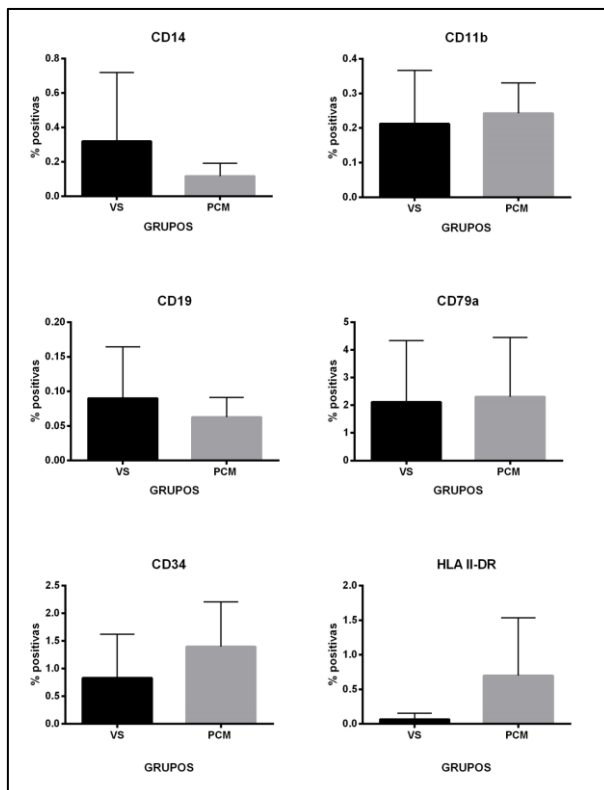 CD14
% positivas
0.8
0.6
0.4
0.2
0.0
VS PCM
GRUPOS
CD11b
% positivas
0.4
0.3
0.2
0.1
0.0
VS PCM
GRUPOS
CD19
% positivas
0.20
0.15
0.10
0.05
0.00
VS PCM
GRUPOS
CD79a
% positivas
5
4
3
2
1
0
VS PCM
GRUPOS
CD34
% positivas
2.5
2.0
1.5
1.0
0.5
0.0
VS PCM
GRUPOS
HLA II-DR
% positivas
2.0
1.5
1.0
0.5
0.0
VS PCM
GRUPOS